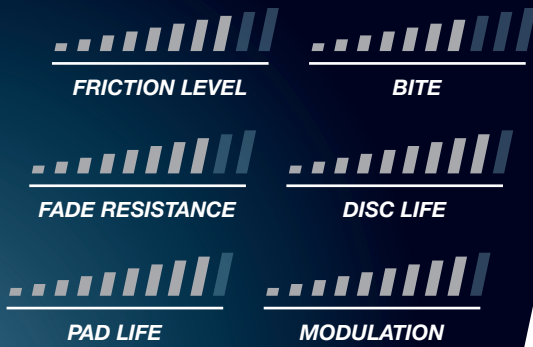 FRICTION LEVEL
BITE
FADE RESISTANCE
DISC LIFE
PAD LIFE
MODULATION